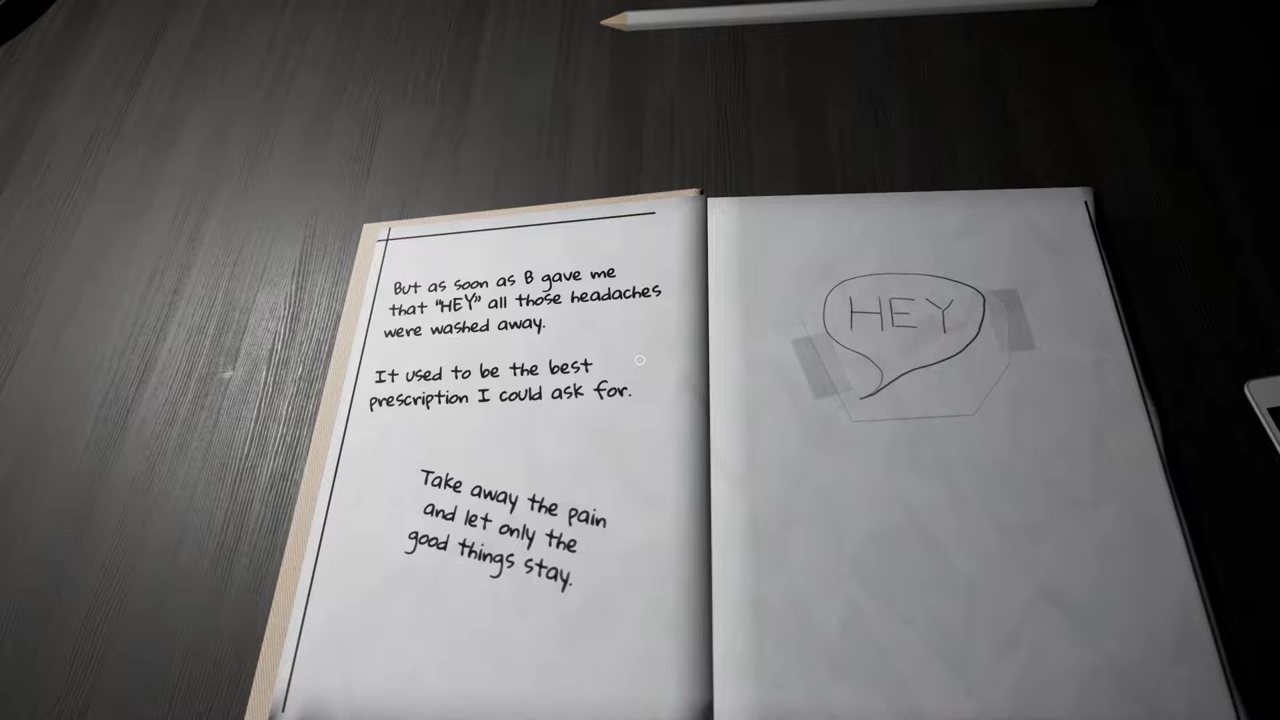 But as soon as B gave me
that "HEY" all those headaches
were washed away.
It used to be the best
prescription I could ask for.
Take away the pain
and let only the
good things stay.
HEY